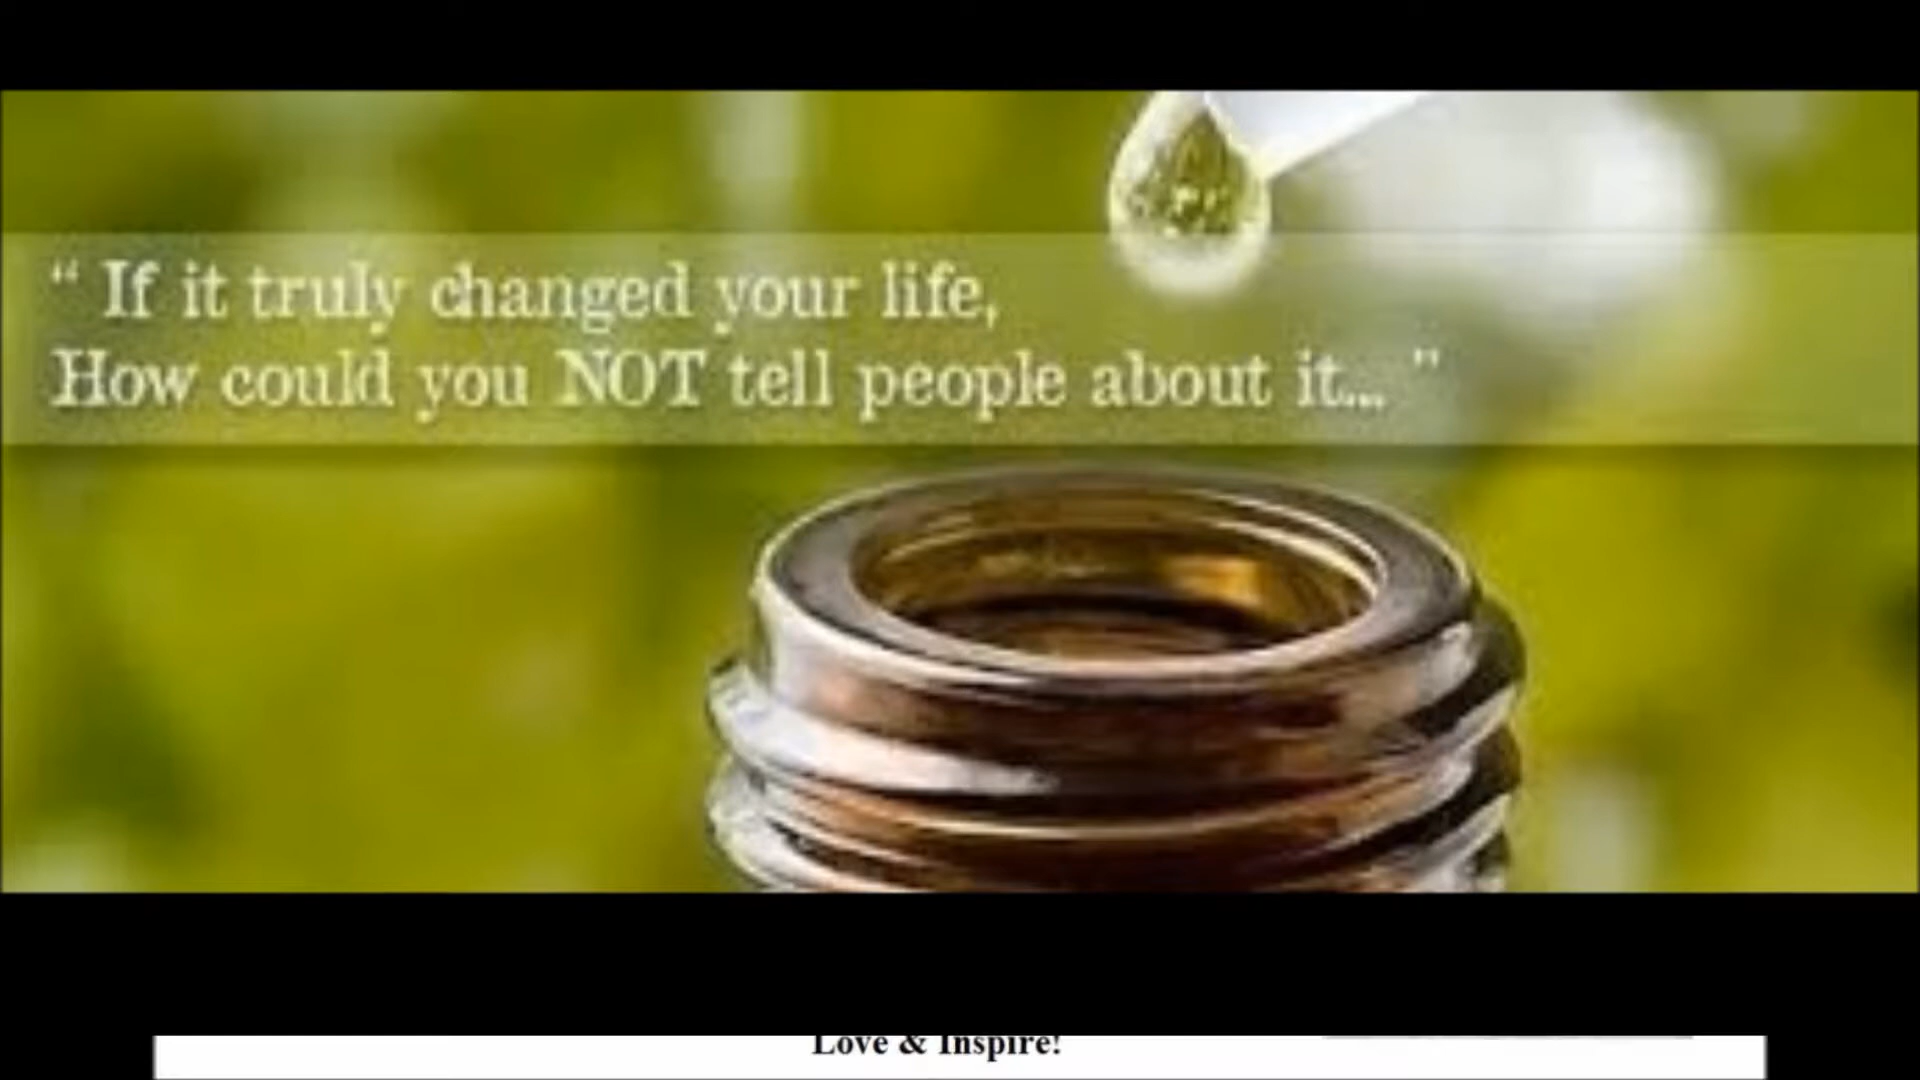 “ If it truly changed your life,
How could you NOT tell people about it... ”
Love & Inspire!